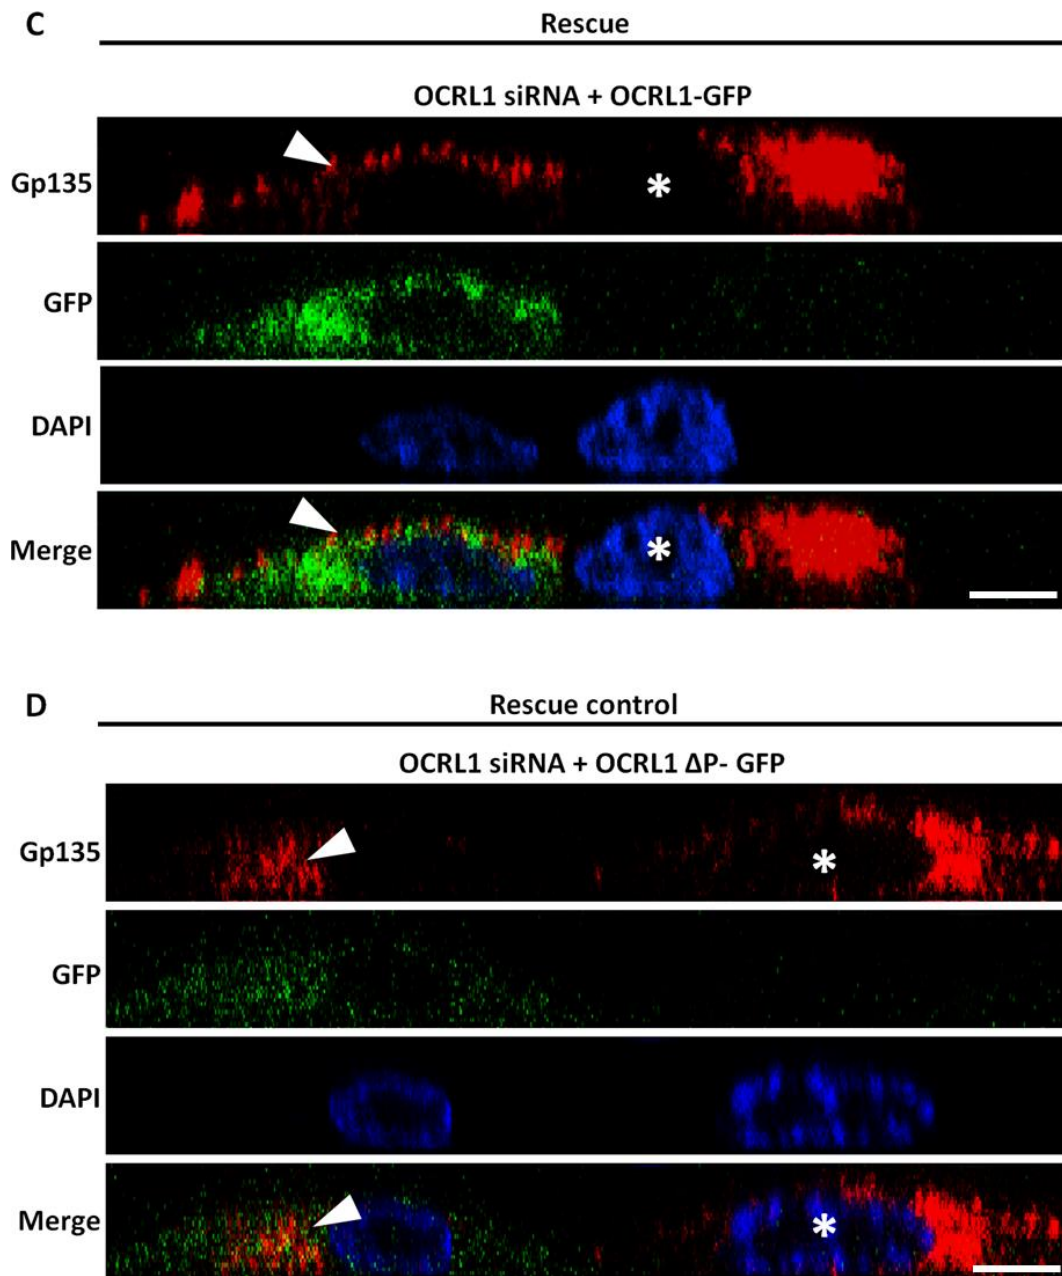 C
Rescue
OCRL1 siRNA + OCRL1-GFP
Gp135
*
GFP
DAPI
Merge
*
D
Rescue control
OCRL1 siRNA + OCRL1 ΔP- GFP
Gp135
*
GFP
DAPI
Merge
*